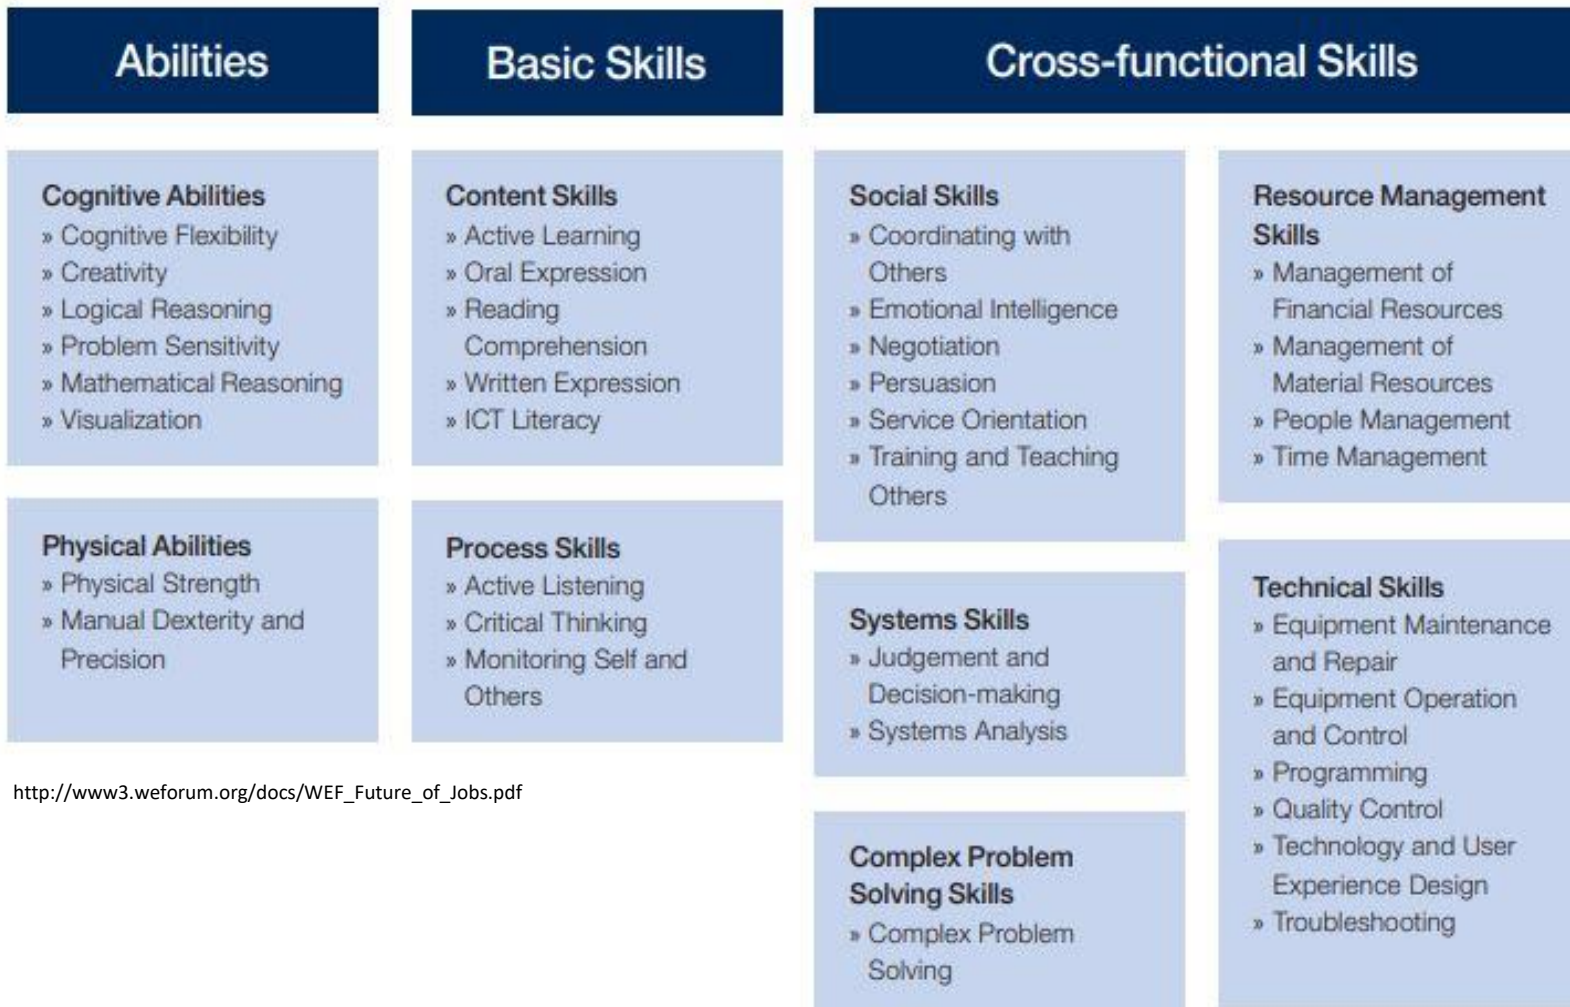 Abilities
Basic Skills
Cross-functional Skills
Cognitive Abilities
» Cognitive Flexibility
» Creativity
» Logical Reasoning
» Problem Sensitivity
» Mathematical Reasoning
» Visualization
Physical Abilities
» Physical Strength
» Manual Dexterity and
Precision
Content Skills
» Active Learning
» Oral Expression
» Reading
Comprehension
» Written Expression
» ICT Literacy
Process Skills
» Active Listening
» Critical Thinking
» Monitoring Self and
Others
Social Skills
» Coordinating with
Others
» Emotional Intelligence
» Negotiation
» Persuasion
» Service Orientation
» Training and Teaching
Others
Systems Skills
» Judgement and
Decision-making
» Systems Analysis
Complex Problem
Solving Skills
» Complex Problem
Solving
Resource Management
Skills
» Management of
Financial Resources
» Management of
Material Resources
» People Management
» Time Management
Technical Skills
» Equipment Maintenance
and Repair
» Equipment Operation
and Control
» Programming
» Quality Control
» Technology and User
Experience Design
» Troubleshooting
http://www3.weforum.org/docs/WEF_Future_of_Jobs.pdf